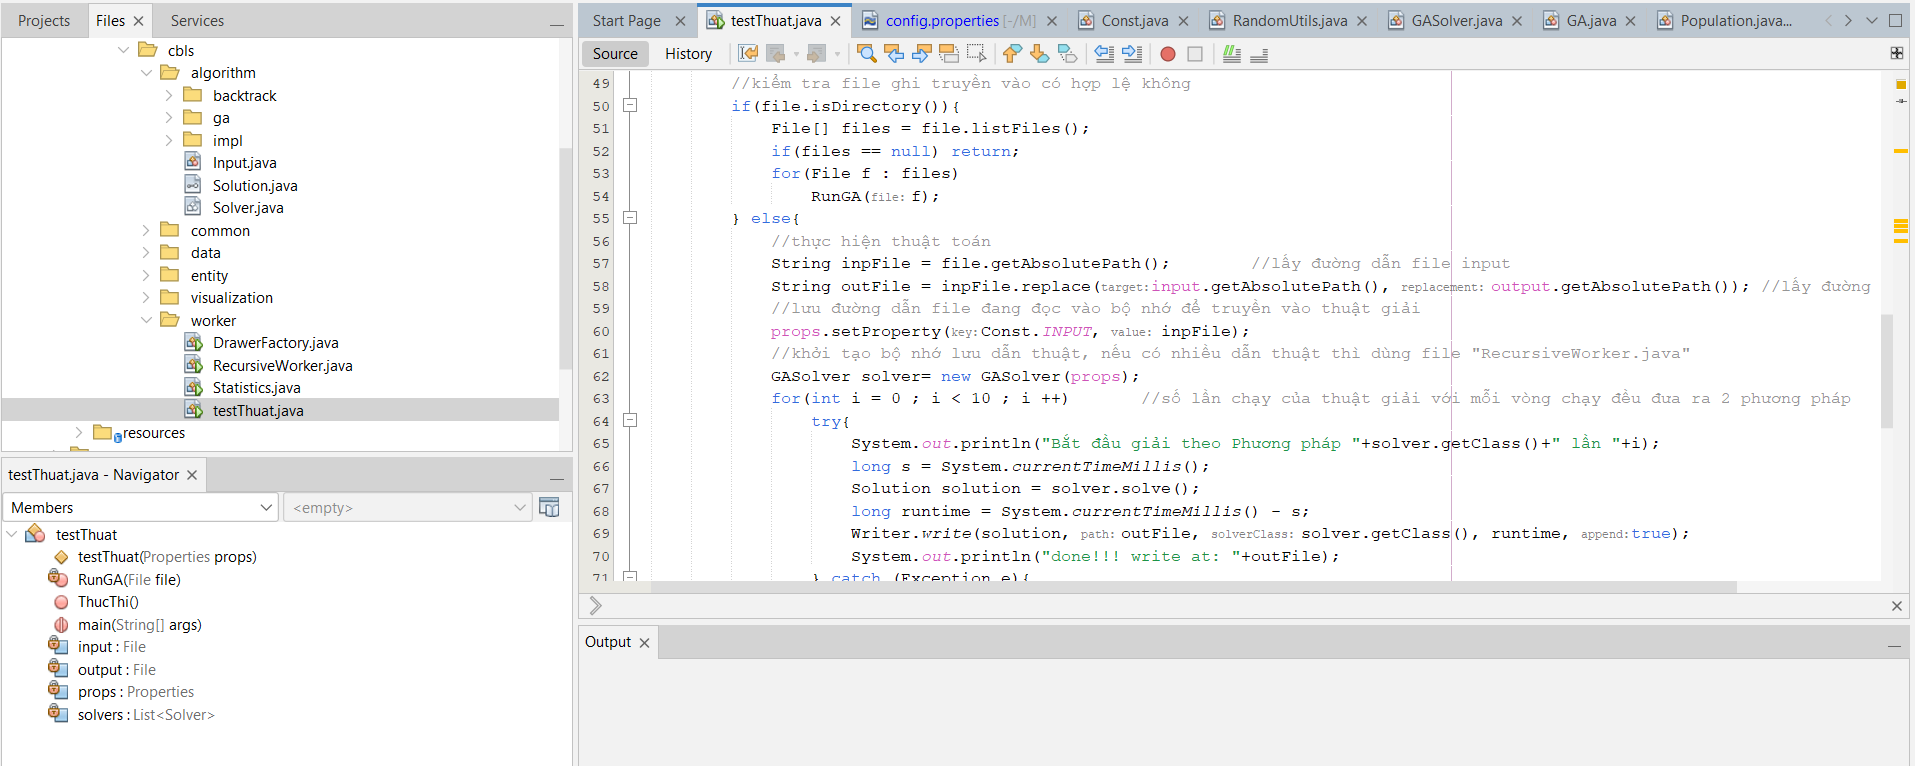 Projects Files Services
cbls
algorithm
backtrack
ga
impl
Input.java
Solution.java
Solver.java
common
data
entity
visualization
worker
DrawerFactory.java
RecursiveWorker.java
Statistics.java
testThuat.java
resources
testThuat.java - Navigator
Members <empty>
testThuat
testThuat(Properties props)
RunGA(File file)
ThucThi()
main(String[] args)
input : File
output : File
props : Properties
solvers : List<Solver>
Start Page testThuat.java config.properties [-/M] Const.java RandomUtils.java GASolver.java GA.java Population.java...
Source History
49 //kiểm tra file ghi truyền vào có hợp lệ không
50 if(file.isDirectory()){
51 File[] files = file.listFiles();
52 if(files == null) return;
53 for(File f : files)
54 RunGA(file: f);
55 } else{
56 //thực hiện thuật toán
57 String inpFile = file.getAbsolutePath(); //lấy đường dẫn file input
58 String outFile = inpFile.replace(target: input.getAbsolutePath(), replacement: output.getAbsolutePath()); //lấy đường
59 //lưu đường dẫn file đang đọc vào bộ nhớ để truyền vào thuật giải
60 props.setProperty(key: Const.INPUT, value: inpFile);
61 //khởi tạo bộ nhớ lưu dẫn thuật, nếu có nhiều dẫn thuật thì dùng file "RecursiveWorker.java"
62 GASolver solver= new GASolver(props);
63 for(int i = 0 ; i < 10 ; i ++) //số lần chạy của thuật giải với mỗi vòng chạy đều đưa ra 2 phương pháp
64 try{
65 System.out.println("Bắt đầu giải theo Phương pháp "+solver.getClass()+" lần "+i);
66 long s = System.currentTimeMillis();
67 Solution solution = solver.solve();
68 long runtime = System.currentTimeMillis() - s;
69 Writer.write(solution, path: outFile, solverClass: solver.getClass(), runtime, append: true);
70 System.out.println("done!!! write at: "+outFile);
71 } catch (Exception e){
Output